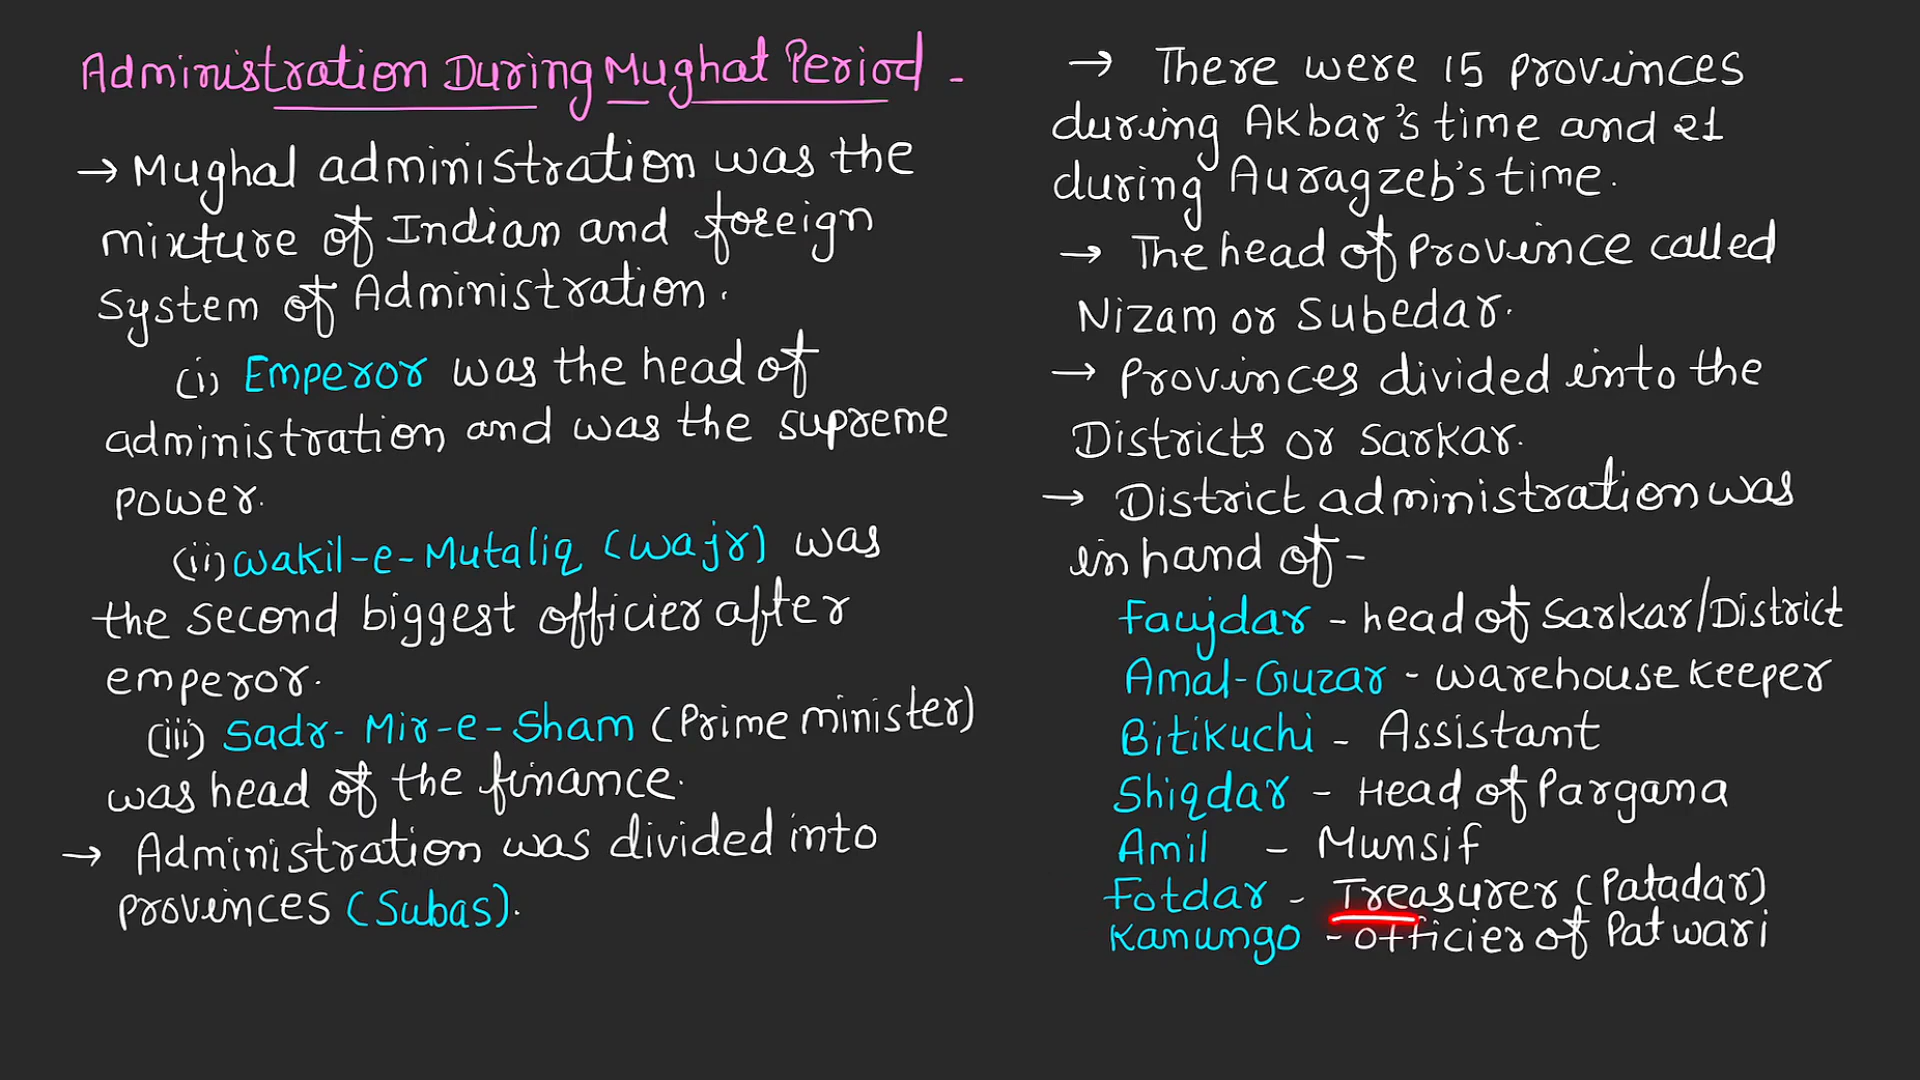 Administration During Mughat Period -
→ Mughal administration was the
mixture of Indian and foreign
System of Administration.
(i) Emperor was the head of
administration and was the supreme
power.
(ii) Wakil-e-Mutaliq (Wajr) was
the second biggest officier after
emperor.
(iii) Sadr- Mir-e-Sham (Prime minister)
was head of the finance.
→ Administration was divided into
provinces (Subas).
→ There were 15 provinces
during Akbar's time and 21
during Auragzeb's time.
→ The head of Province called
Nizam or Subedar.
→ Provinces divided into the
Districts or Sarkar.
→ District administration was
in hand of -
Faujdar - head of Sarkar/District
Amal-Guzar - warehouse keeper
Bitikuchi - Assistant
Shiqdar - Head of Pargana
Amil - Munsif
Fotdar - Treasurer (Patadar)
Kanungo - officier of Patwari